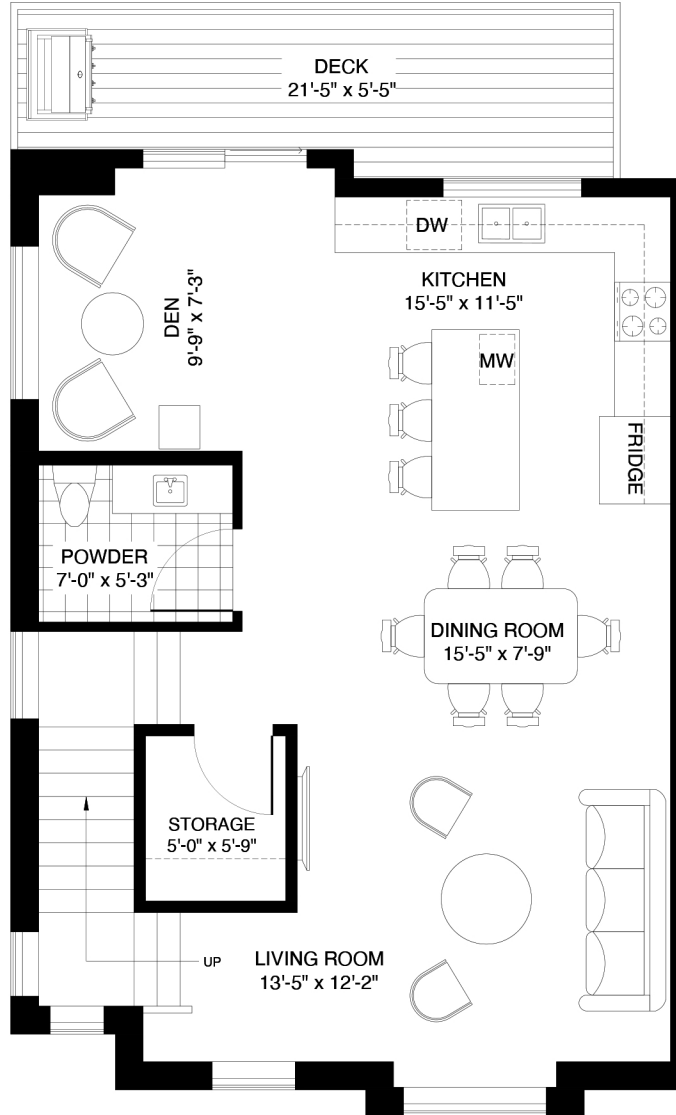 DECK
21'-5" x 5'-5"
DW
KITCHEN
15'-5" x 11'-5"
DEN
9'-9" x 7'-3"
MW
FRIDGE
POWDER
7'-0" x 5'-3"
DINING ROOM
15'-5" x 7'-9"
STORAGE
5'-0" x 5'-9"
UP
LIVING ROOM
13'-5" x 12'-2"